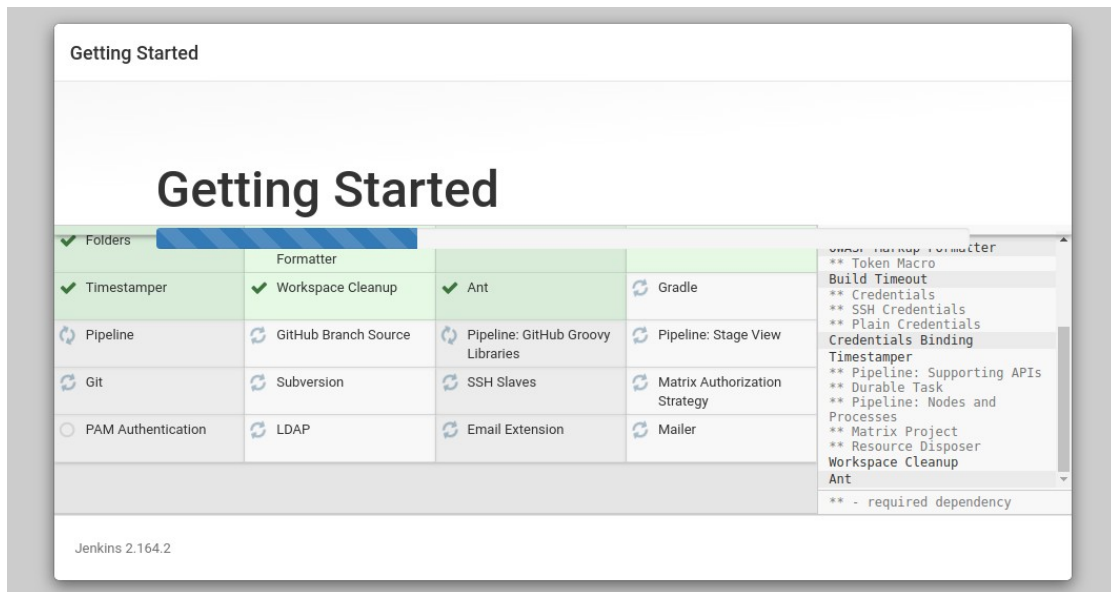 Getting Started
Getting Started
Folders
Formatter
Timestamper
Workspace Cleanup
Ant
Gradle
Pipeline
GitHub Branch Source
Pipeline: GitHub Groovy
Libraries
Pipeline: Stage View
Git
Subversion
SSH Slaves
Matrix Authorization
Strategy
PAM Authentication
LDAP
Email Extension
Mailer
OWASP Markup Formatter
** Token Macro
Build Timeout
** Credentials
** SSH Credentials
** Plain Credentials
Credentials Binding
Timestamper
** Pipeline: Supporting APIs
** Durable Task
** Pipeline: Nodes and
Processes
** Matrix Project
** Resource Disposer
Workspace Cleanup
Ant
** - required dependency
Jenkins 2.164.2